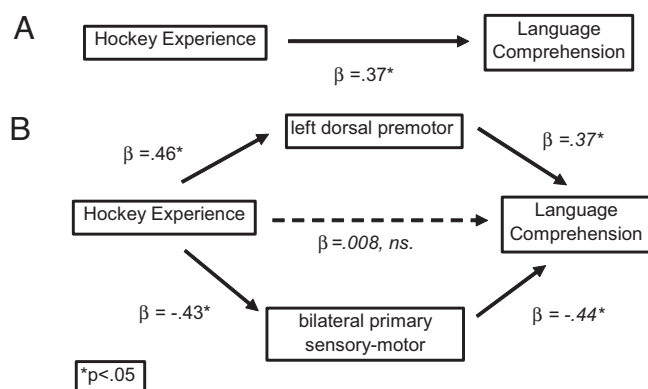 A
Hockey Experience
Language
Comprehension
β =.37*
B
left dorsal premotor
β =.46*
β =.37*
Hockey Experience
Language
Comprehension
β=.008, ns.
β = -.43*
β = -.44*
bilateral primary
sensory-motor
*p<.05